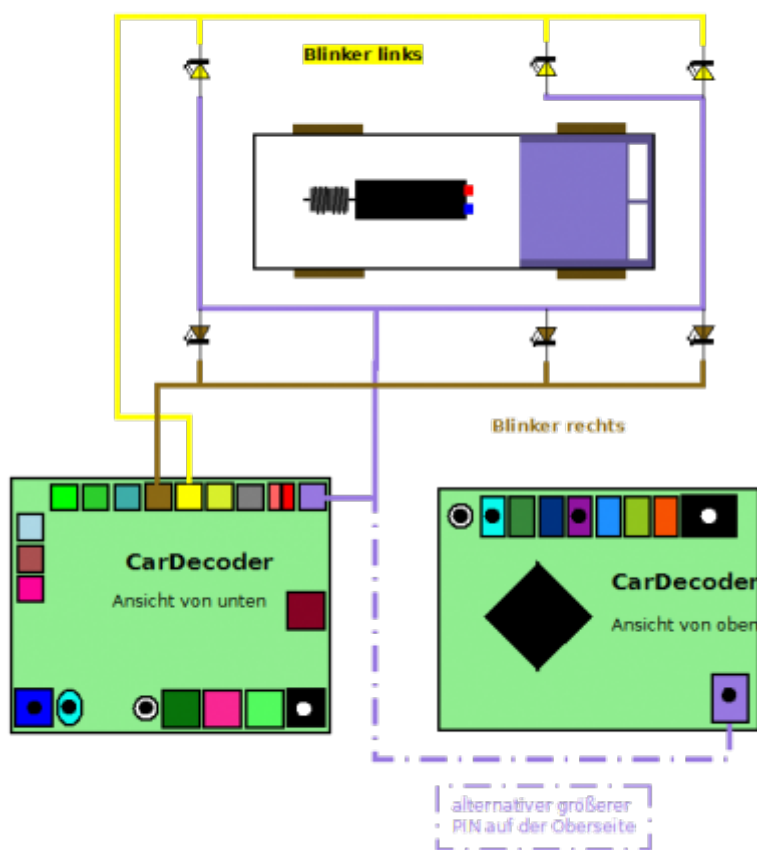 Blinker links
Blinker rechts
CarDecoder
Ansicht von unten
CarDecoder
Ansicht von oben
alternativer größerer
PIN auf der Oberseite